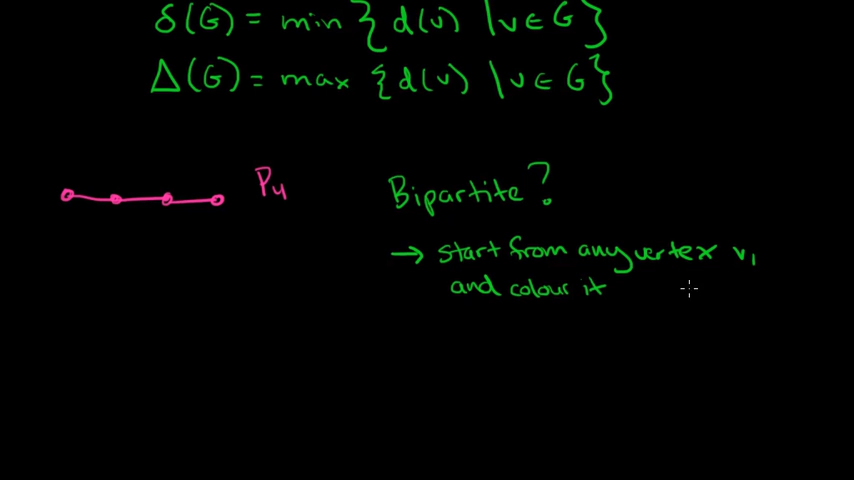 δ(G) = min { d(v) | v ∈ G }
Δ(G) = max { d(v) | v ∈ G }
P4
Bipartite?
→ start from any vertex v1
and colour it